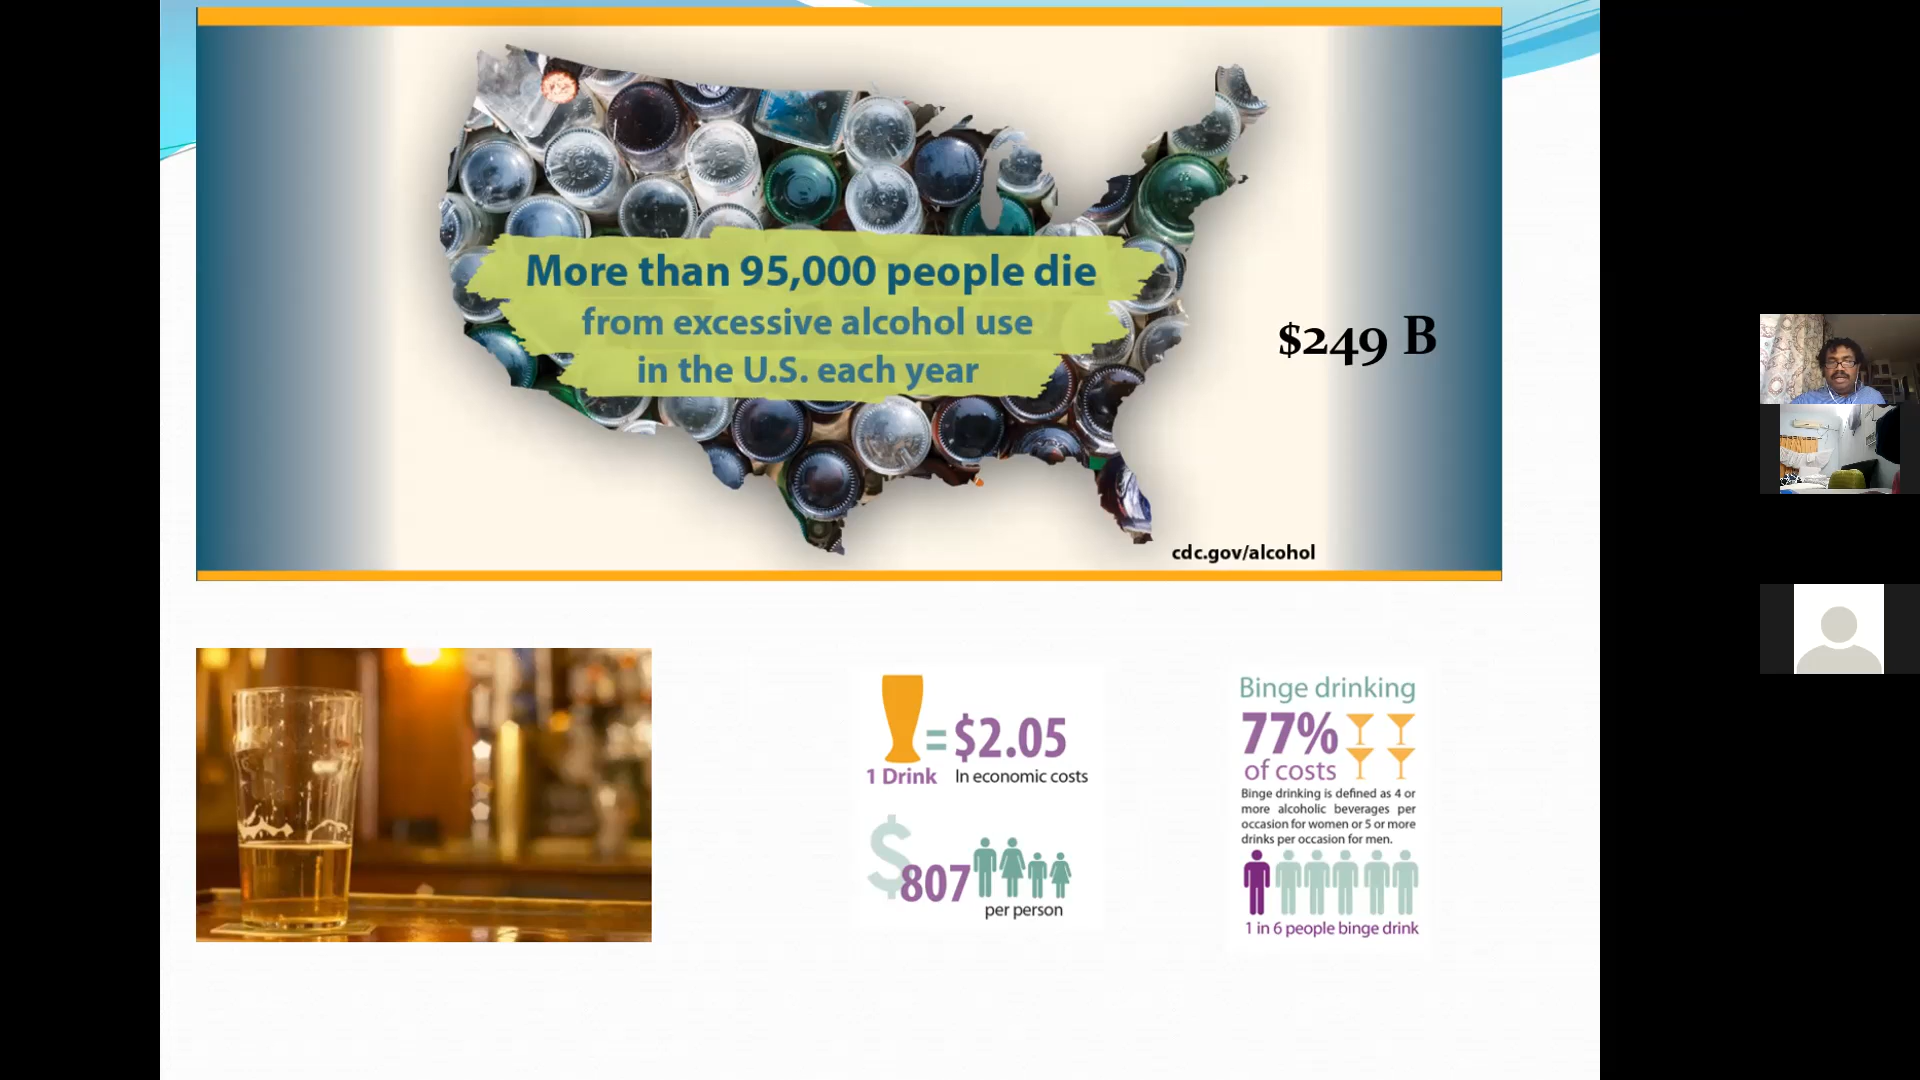 More than 95,000 people die
from excessive alcohol use
in the U.S. each year
$249 B
cdc.gov/alcohol
= $2.05
1 Drink In economic costs
$807
per person
Binge drinking
77%
of costs
Binge drinking is defined as 4 or
more alcoholic beverages per
occasion for women or 5 or more
drinks per occasion for men.
1 in 6 people binge drink